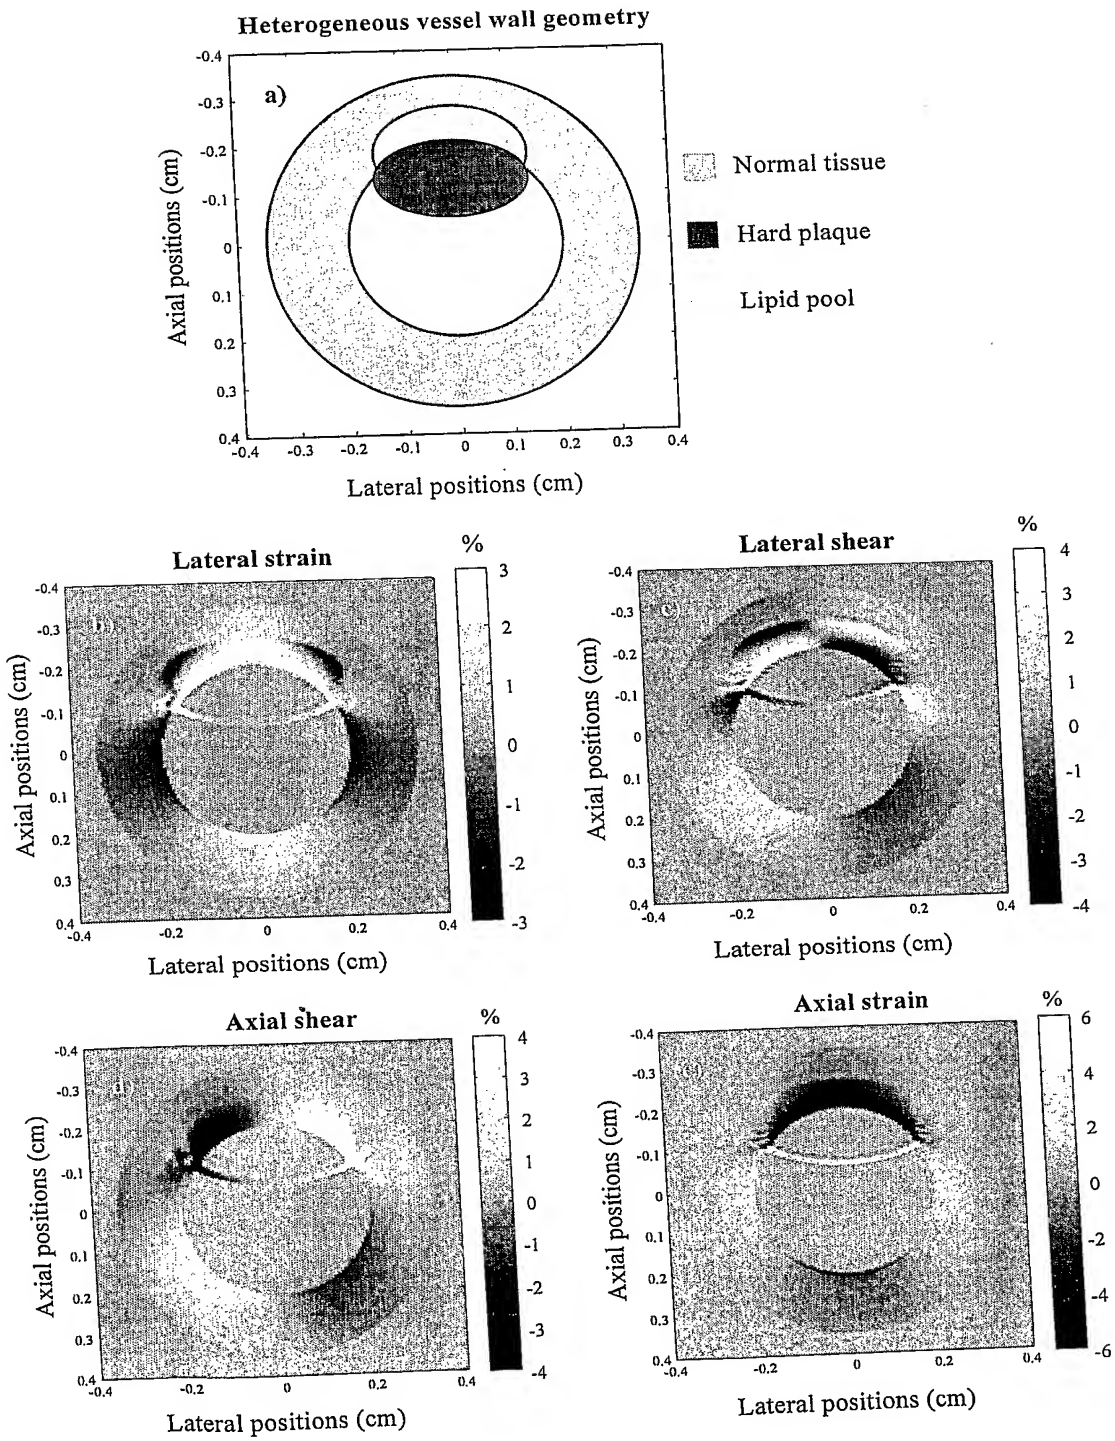 Heterogeneous vessel wall geometry
a)
-0.4
-0.3
-0.2
-0.1
0
0.1
0.2
0.3
0.4
Axial positions (cm)
-0.4 -0.3 -0.2 -0.1 0 0.1 0.2 0.3 0.4
Lateral positions (cm)
Normal tissue
Hard plaque
Lipid pool
Lateral strain
%
b)
-0.4
-0.3
-0.2
-0.1
0
0.1
0.2
0.3
0.4
Axial positions (cm)
-0.4 -0.2 0 0.2 0.4
Lateral positions (cm)
3
2
1
0
-1
-2
-3
Lateral shear
%
c)
-0.4
-0.3
-0.2
-0.1
0
0.1
0.2
0.3
0.4
Axial positions (cm)
-0.4 -0.2 0 0.2 0.4
Lateral positions (cm)
4
3
2
1
0
-1
-2
-3
-4
Axial shear
%
d)
-0.4
-0.3
-0.2
-0.1
0
0.1
0.2
0.3
0.4
Axial positions (cm)
-0.4 -0.2 0 0.2 0.4
Lateral positions (cm)
4
3
2
1
0
-1
-2
-3
-4
Axial strain
%
e)
-0.4
-0.3
-0.2
-0.1
0
0.1
0.2
0.3
0.4
Axial positions (cm)
-0.4 -0.2 0 0.2 0.4
Lateral positions (cm)
6
4
2
0
-2
-4
-6